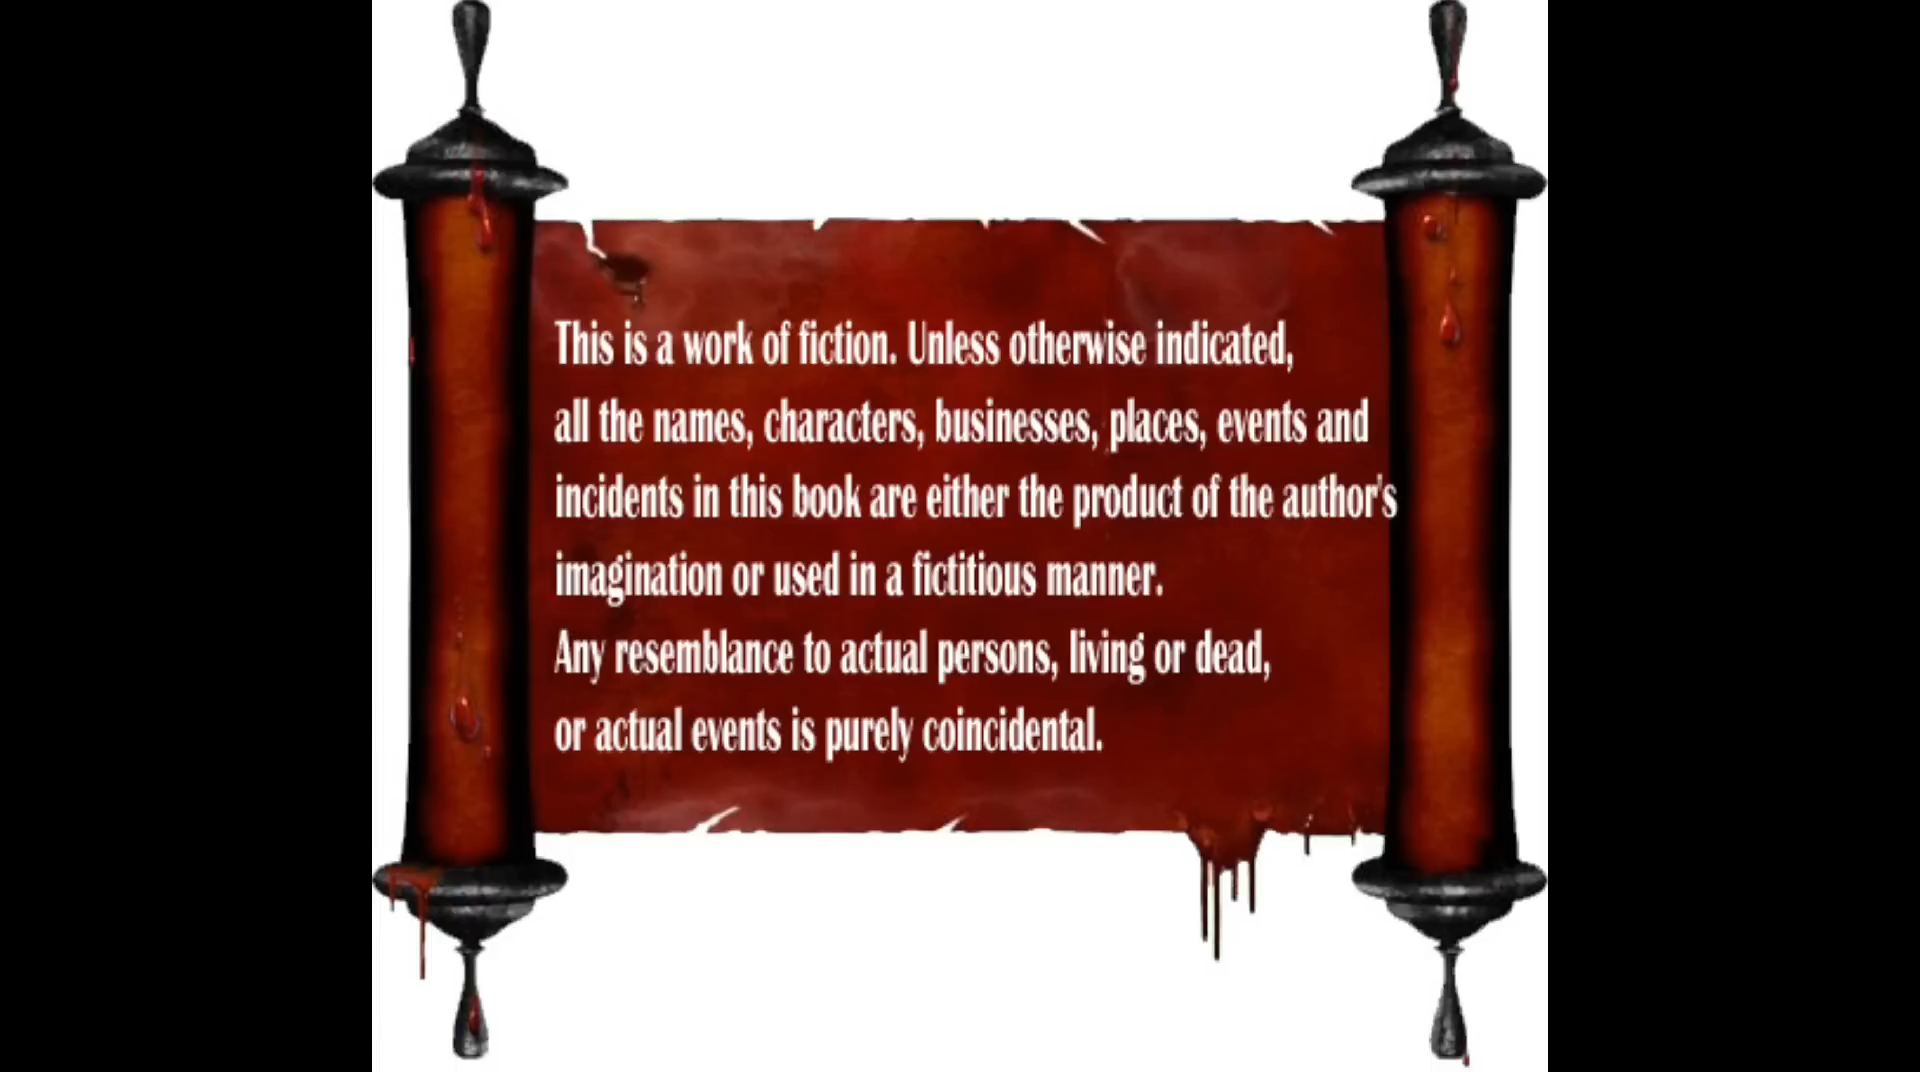 This is a work of fiction. Unless otherwise indicated,
all the names, characters, businesses, places, events and
incidents in this book are either the product of the author's
imagination or used in a fictitious manner.
Any resemblance to actual persons, living or dead,
or actual events is purely coincidental.